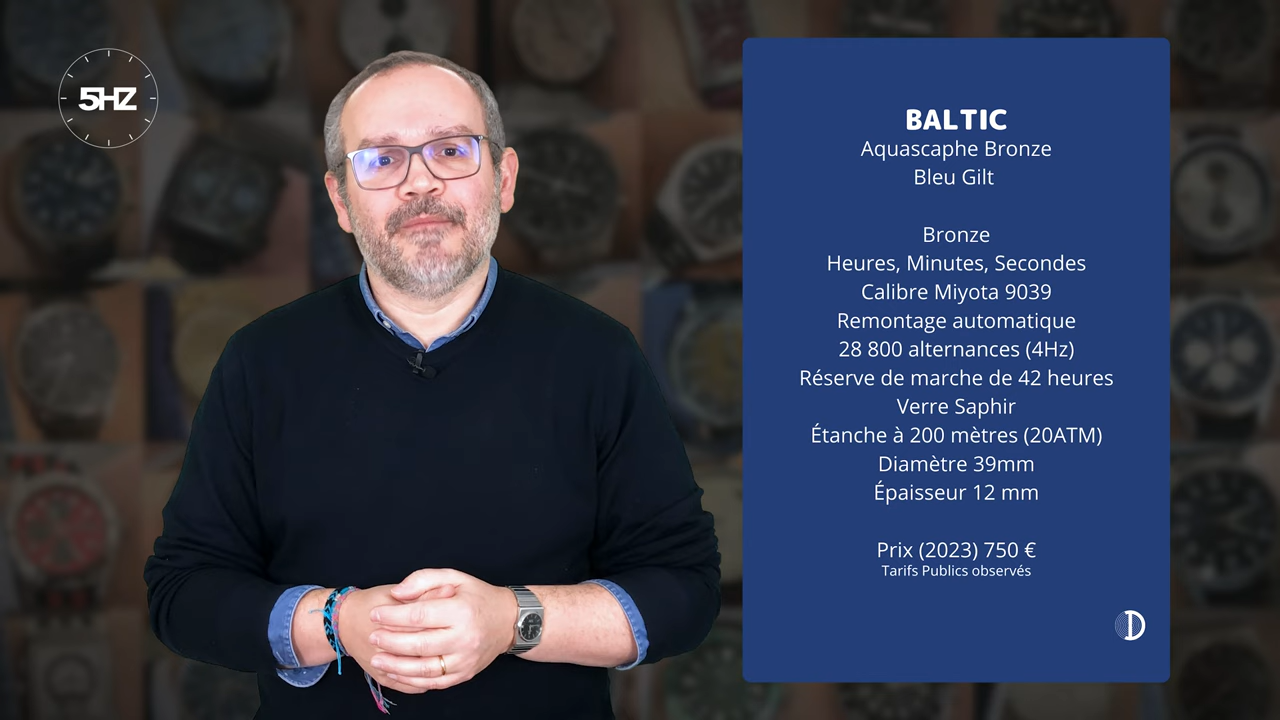 5HZ
BALTIC
Aquascaphe Bronze
Bleu Gilt
Bronze
Heures, Minutes, Secondes
Calibre Miyota 9039
Remontage automatique
28 800 alternances (4Hz)
Réserve de marche de 42 heures
Verre Saphir
Étanche à 200 mètres (20ATM)
Diamètre 39mm
Épaisseur 12 mm
Prix (2023) 750 €
Tarifs Publics observés
D